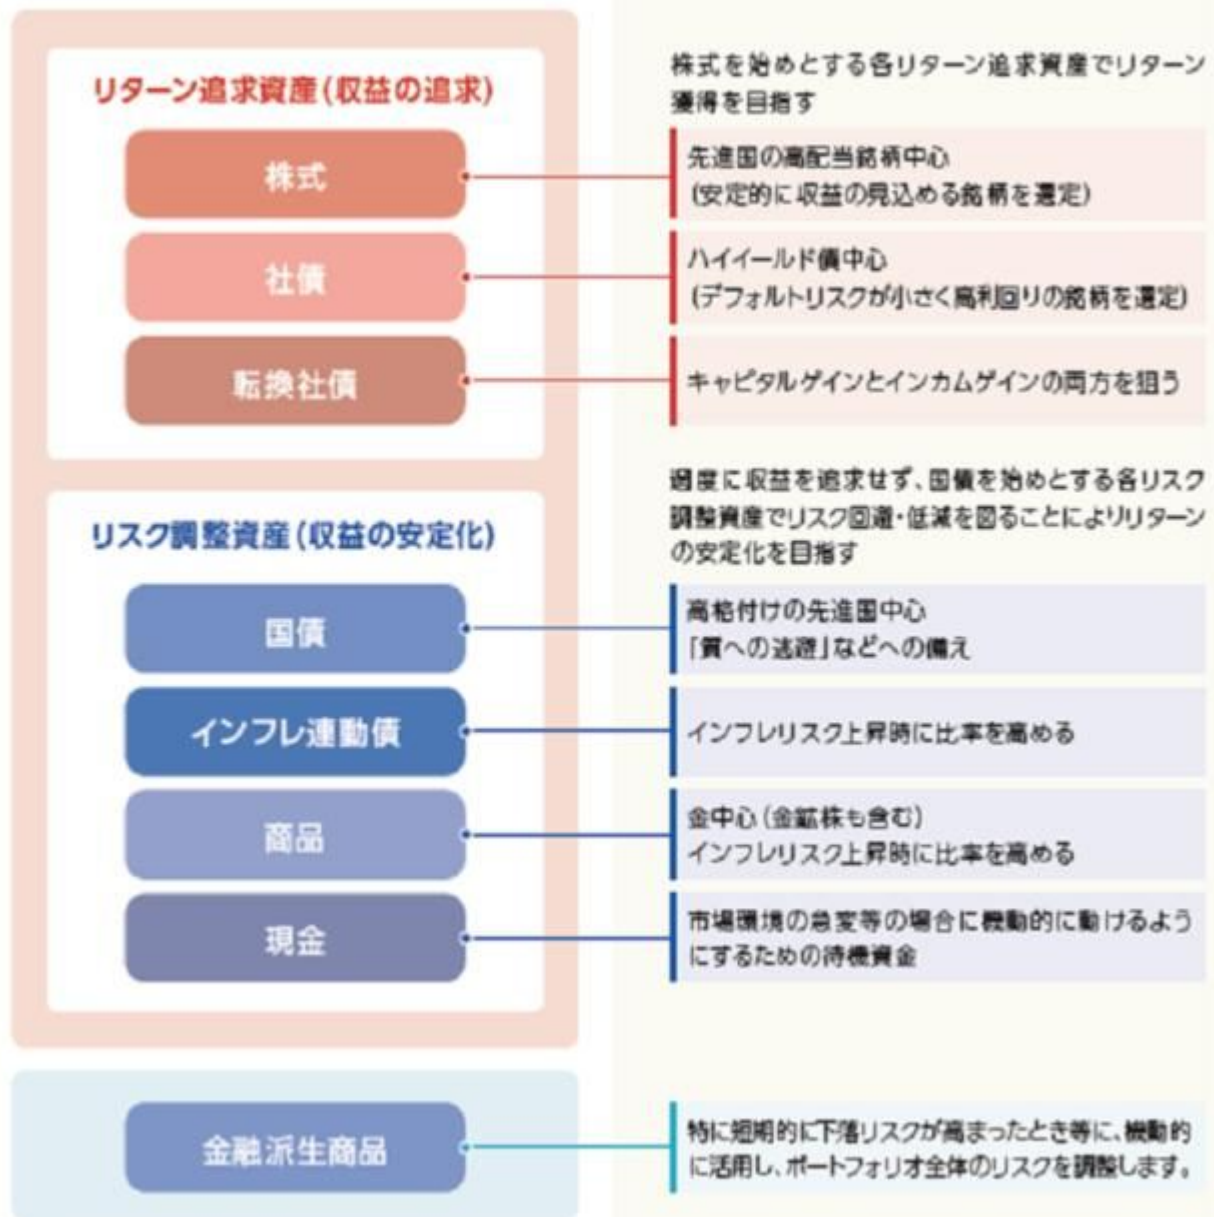 リターン追求資産(収益の追求)
株式を始めとする各リターン追求資産でリターン
獲得を目指す
株式
先進国の高配当銘柄中心
(安定的に収益の見込める銘柄を選定)
社債
ハイイールド債中心
(デフォルトリスクが小さく高利回りの銘柄を選定)
転換社債
キャピタルゲインとインカムゲインの両方を狙う
リスク調整資産(収益の安定化)
過度に収益を追求せず、国債を始めとする各リスク
調整資産でリスク回避・低減を図ることによりリターン
の安定化を目指す
国債
高格付けの先進国中心
「質への逃避」などへの備え
インフレ連動債
インフレリスク上昇時に比率を高める
商品
金中心(金鉱株も含む)
インフレリスク上昇時に比率を高める
現金
市場環境の急変等の場合に機動的に動けるよう
にするための待機資金
金融派生商品
特に短期的に下落リスクが高まったとき等に、機動的
に活用し、ポートフォリオ全体のリスクを調整します。